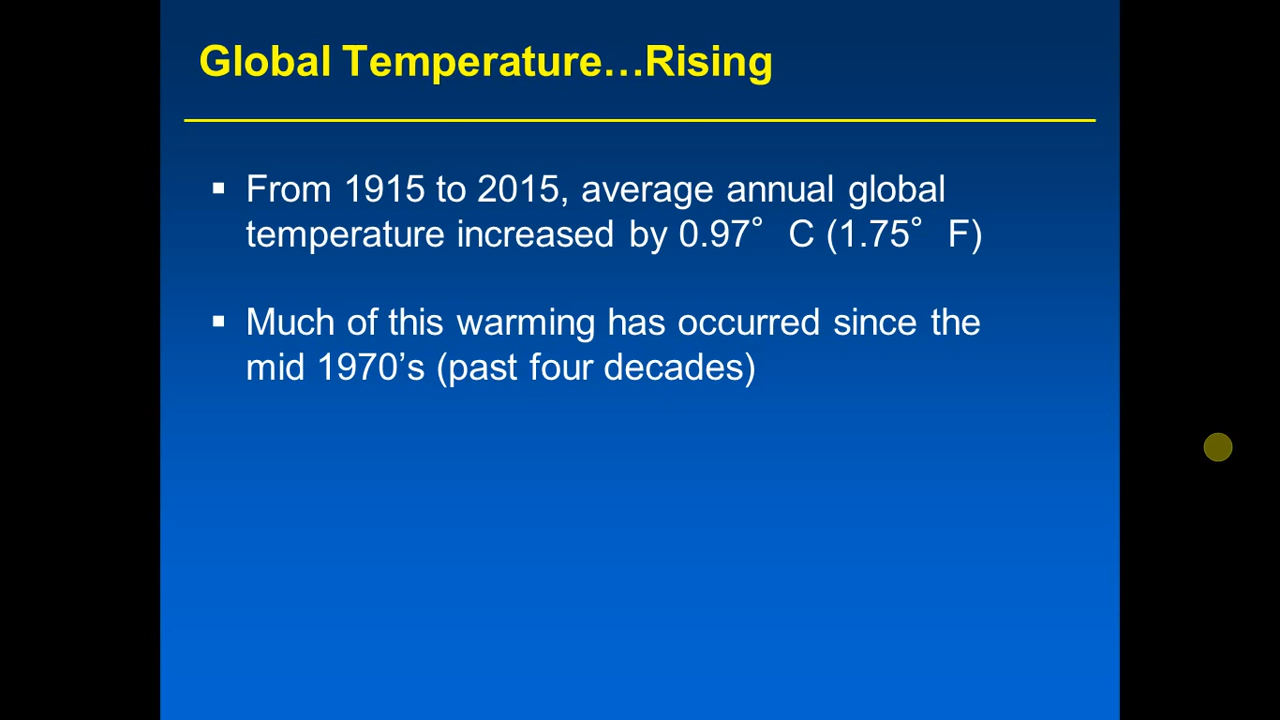 Global Temperature…Rising
▪ From 1915 to 2015, average annual global
temperature increased by 0.97° C (1.75° F)
▪ Much of this warming has occurred since the
mid 1970’s (past four decades)